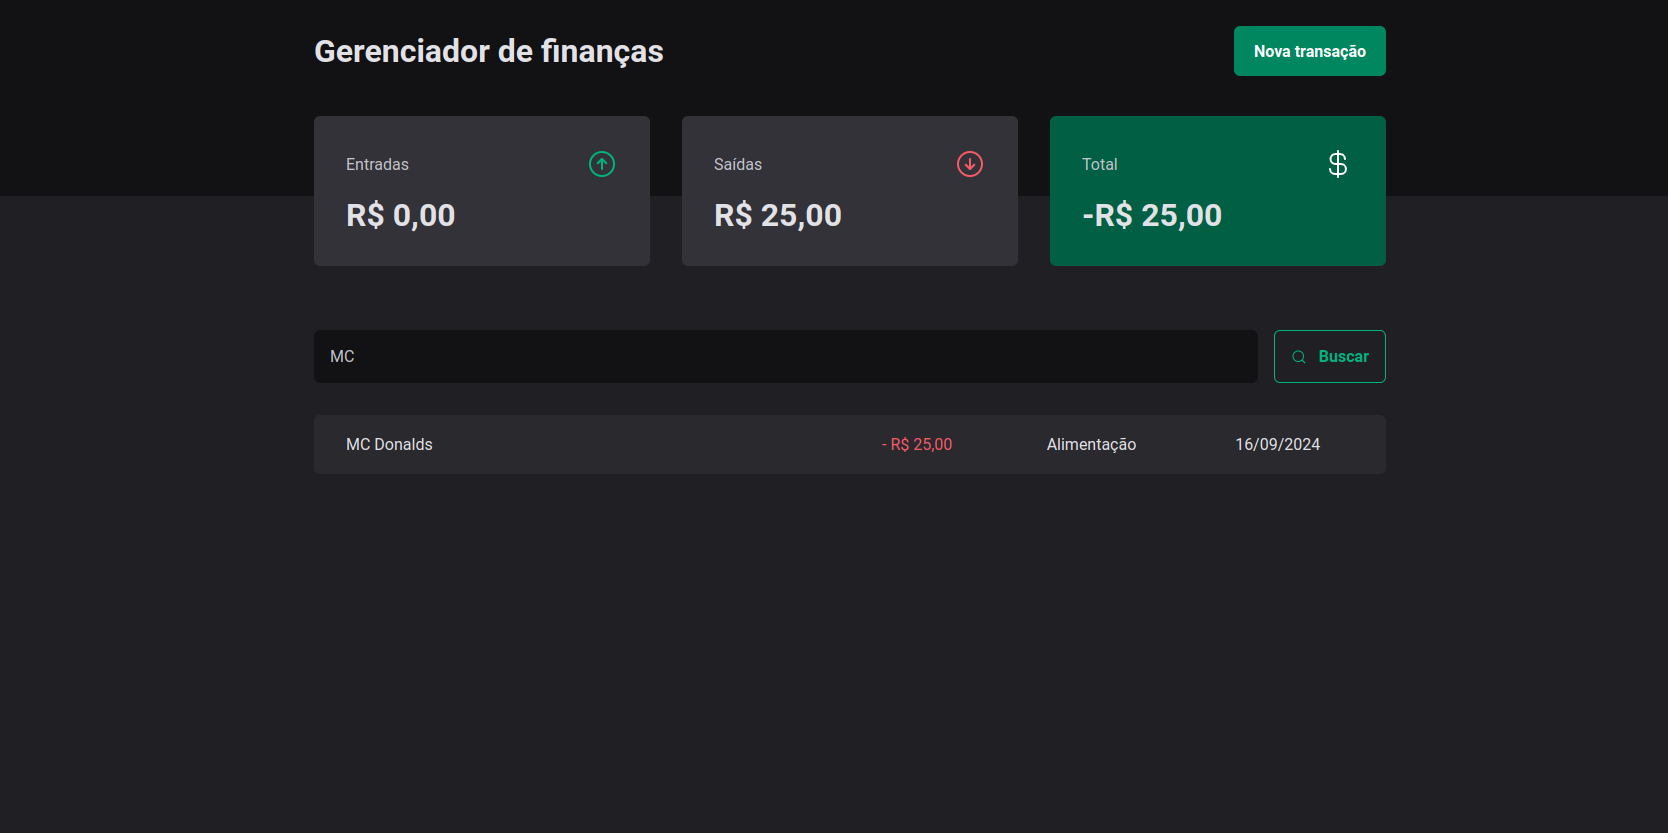 Gerenciador de finanças
Nova transação
Entradas
R$ 0,00
Saídas
R$ 25,00
Total
-R$ 25,00
MC
Buscar
MC Donalds - R$ 25,00 Alimentação 16/09/2024